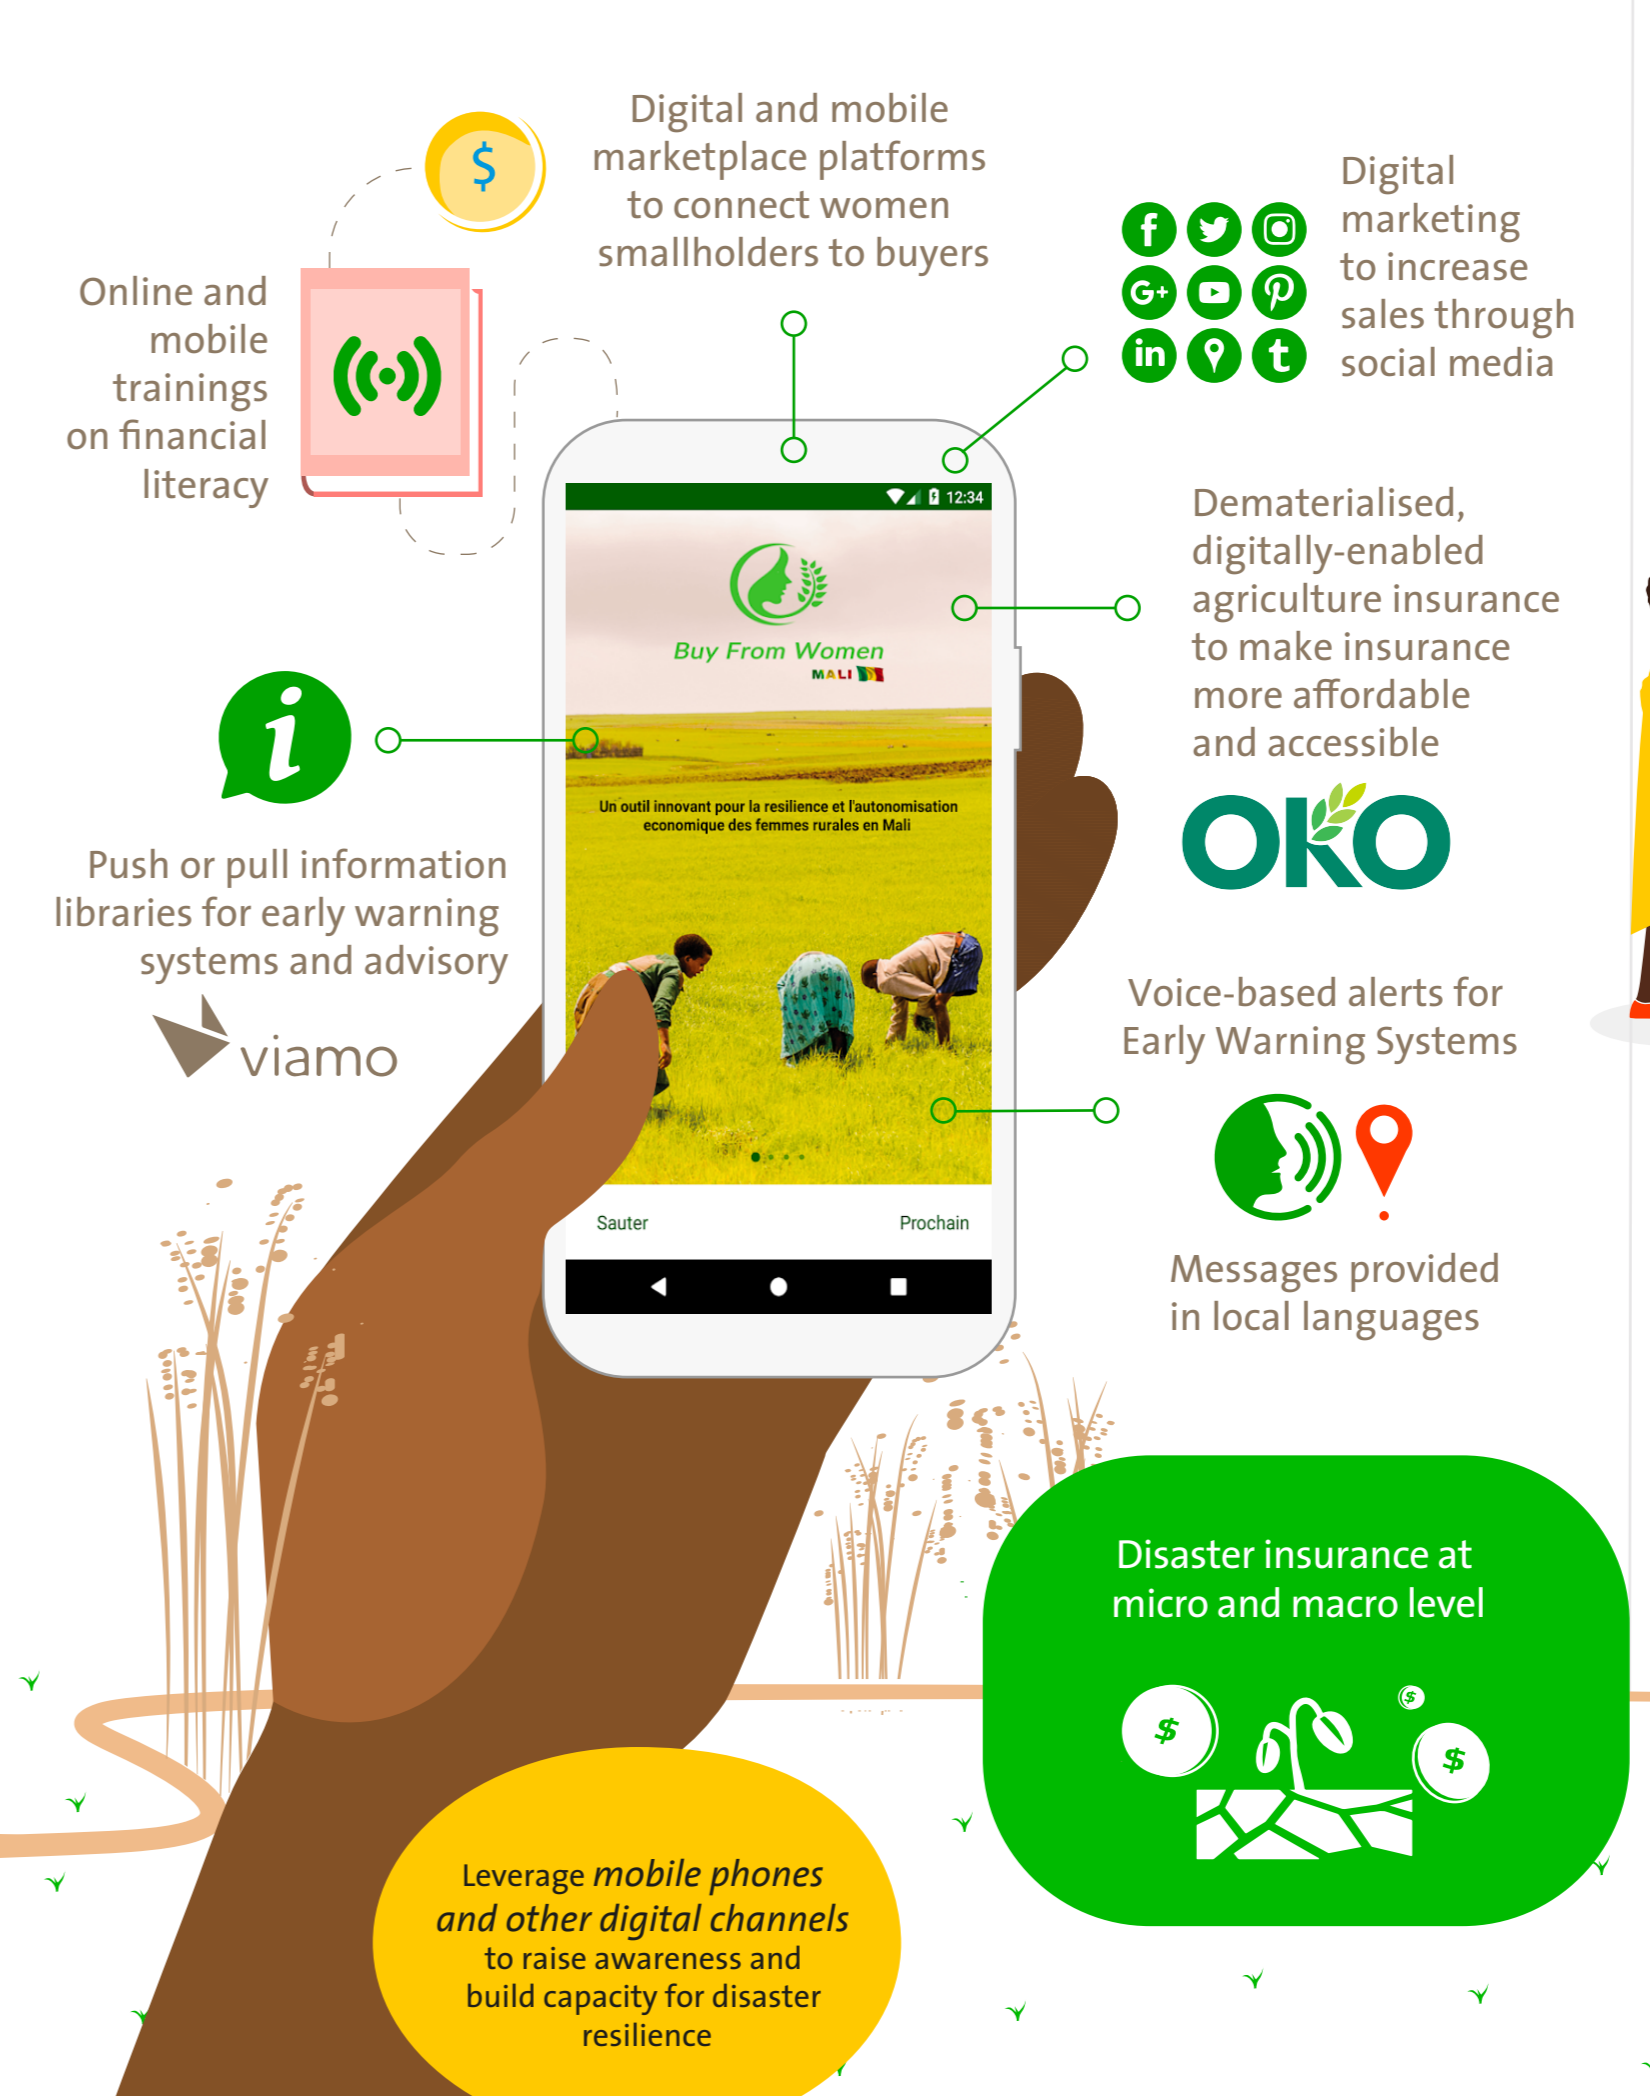 Digital and mobile
marketplace platforms
to connect women
smallholders to buyers
$
Online and
mobile
trainings
on financial
literacy
Digital
marketing
to increase
sales through
social media
f
G+
in
t
12:34
Buy From Women
MALI
Un outil innovant pour la resilience et l'autonomisation
economique des femmes rurales en Mali
Sauter
Prochain
Dematerialised,
digitally-enabled
agriculture insurance
to make insurance
more affordable
and accessible
OKO
i
Push or pull information
libraries for early warning
systems and advisory
viamo
Voice-based alerts for
Early Warning Systems
Messages provided
in local languages
Disaster insurance at
micro and macro level
$
$
$
Leverage mobile phones
and other digital channels
to raise awareness and
build capacity for disaster
resilience